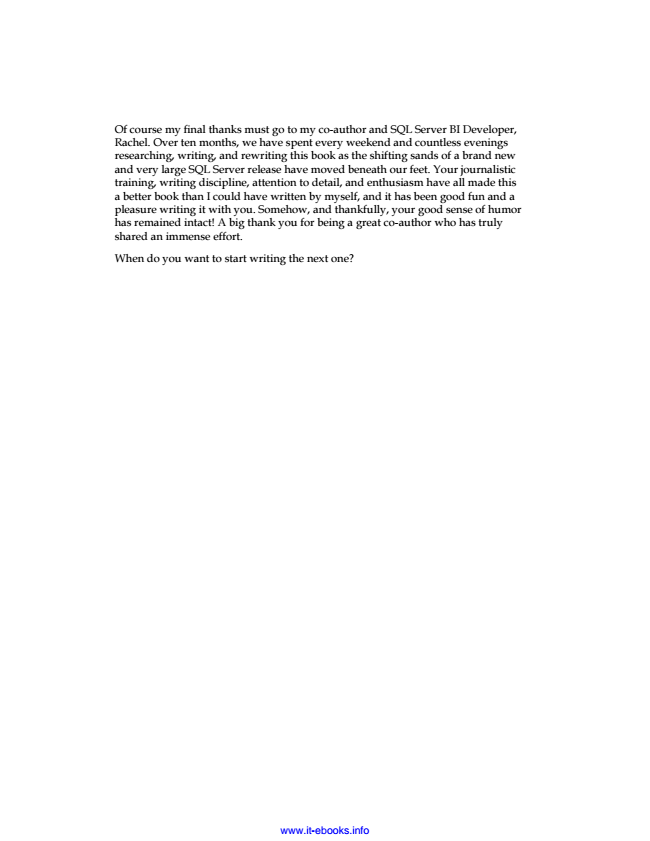 Of course my final thanks must go to my co-author and SQL Server BI Developer,
Rachel. Over ten months, we have spent every weekend and countless evenings
researching, writing, and rewriting this book as the shifting sands of a brand new
and very large SQL Server release have moved beneath our feet. Your journalistic
training, writing discipline, attention to detail, and enthusiasm have all made this
a better book than I could have written by myself, and it has been good fun and a
pleasure writing it with you. Somehow, and thankfully, your good sense of humor
has remained intact! A big thank you for being a great co-author who has truly
shared an immense effort.
When do you want to start writing the next one?
www.it-ebooks.info